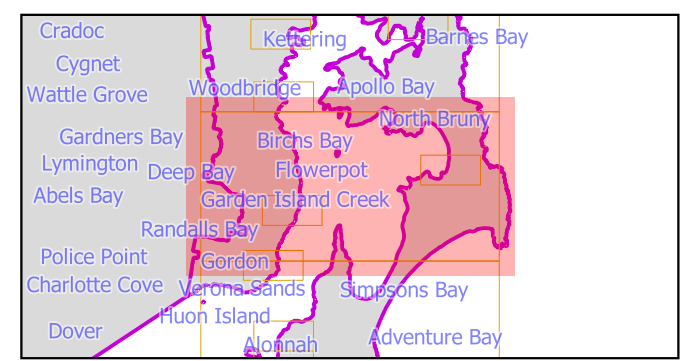 Cradoc
Kettering
Barnes Bay
Cygnet
Woodbridge
Apollo Bay
Wattle Grove
North Bruny
Gardners Bay
Birchs Bay
Lymington
Deep Bay
Flowerpot
Abels Bay
Garden Island Creek
Randalls Bay
Police Point
Gordon
Charlotte Cove
Verona Sands
Simpsons Bay
Huon Island
Dover
Alonnah
Adventure Bay